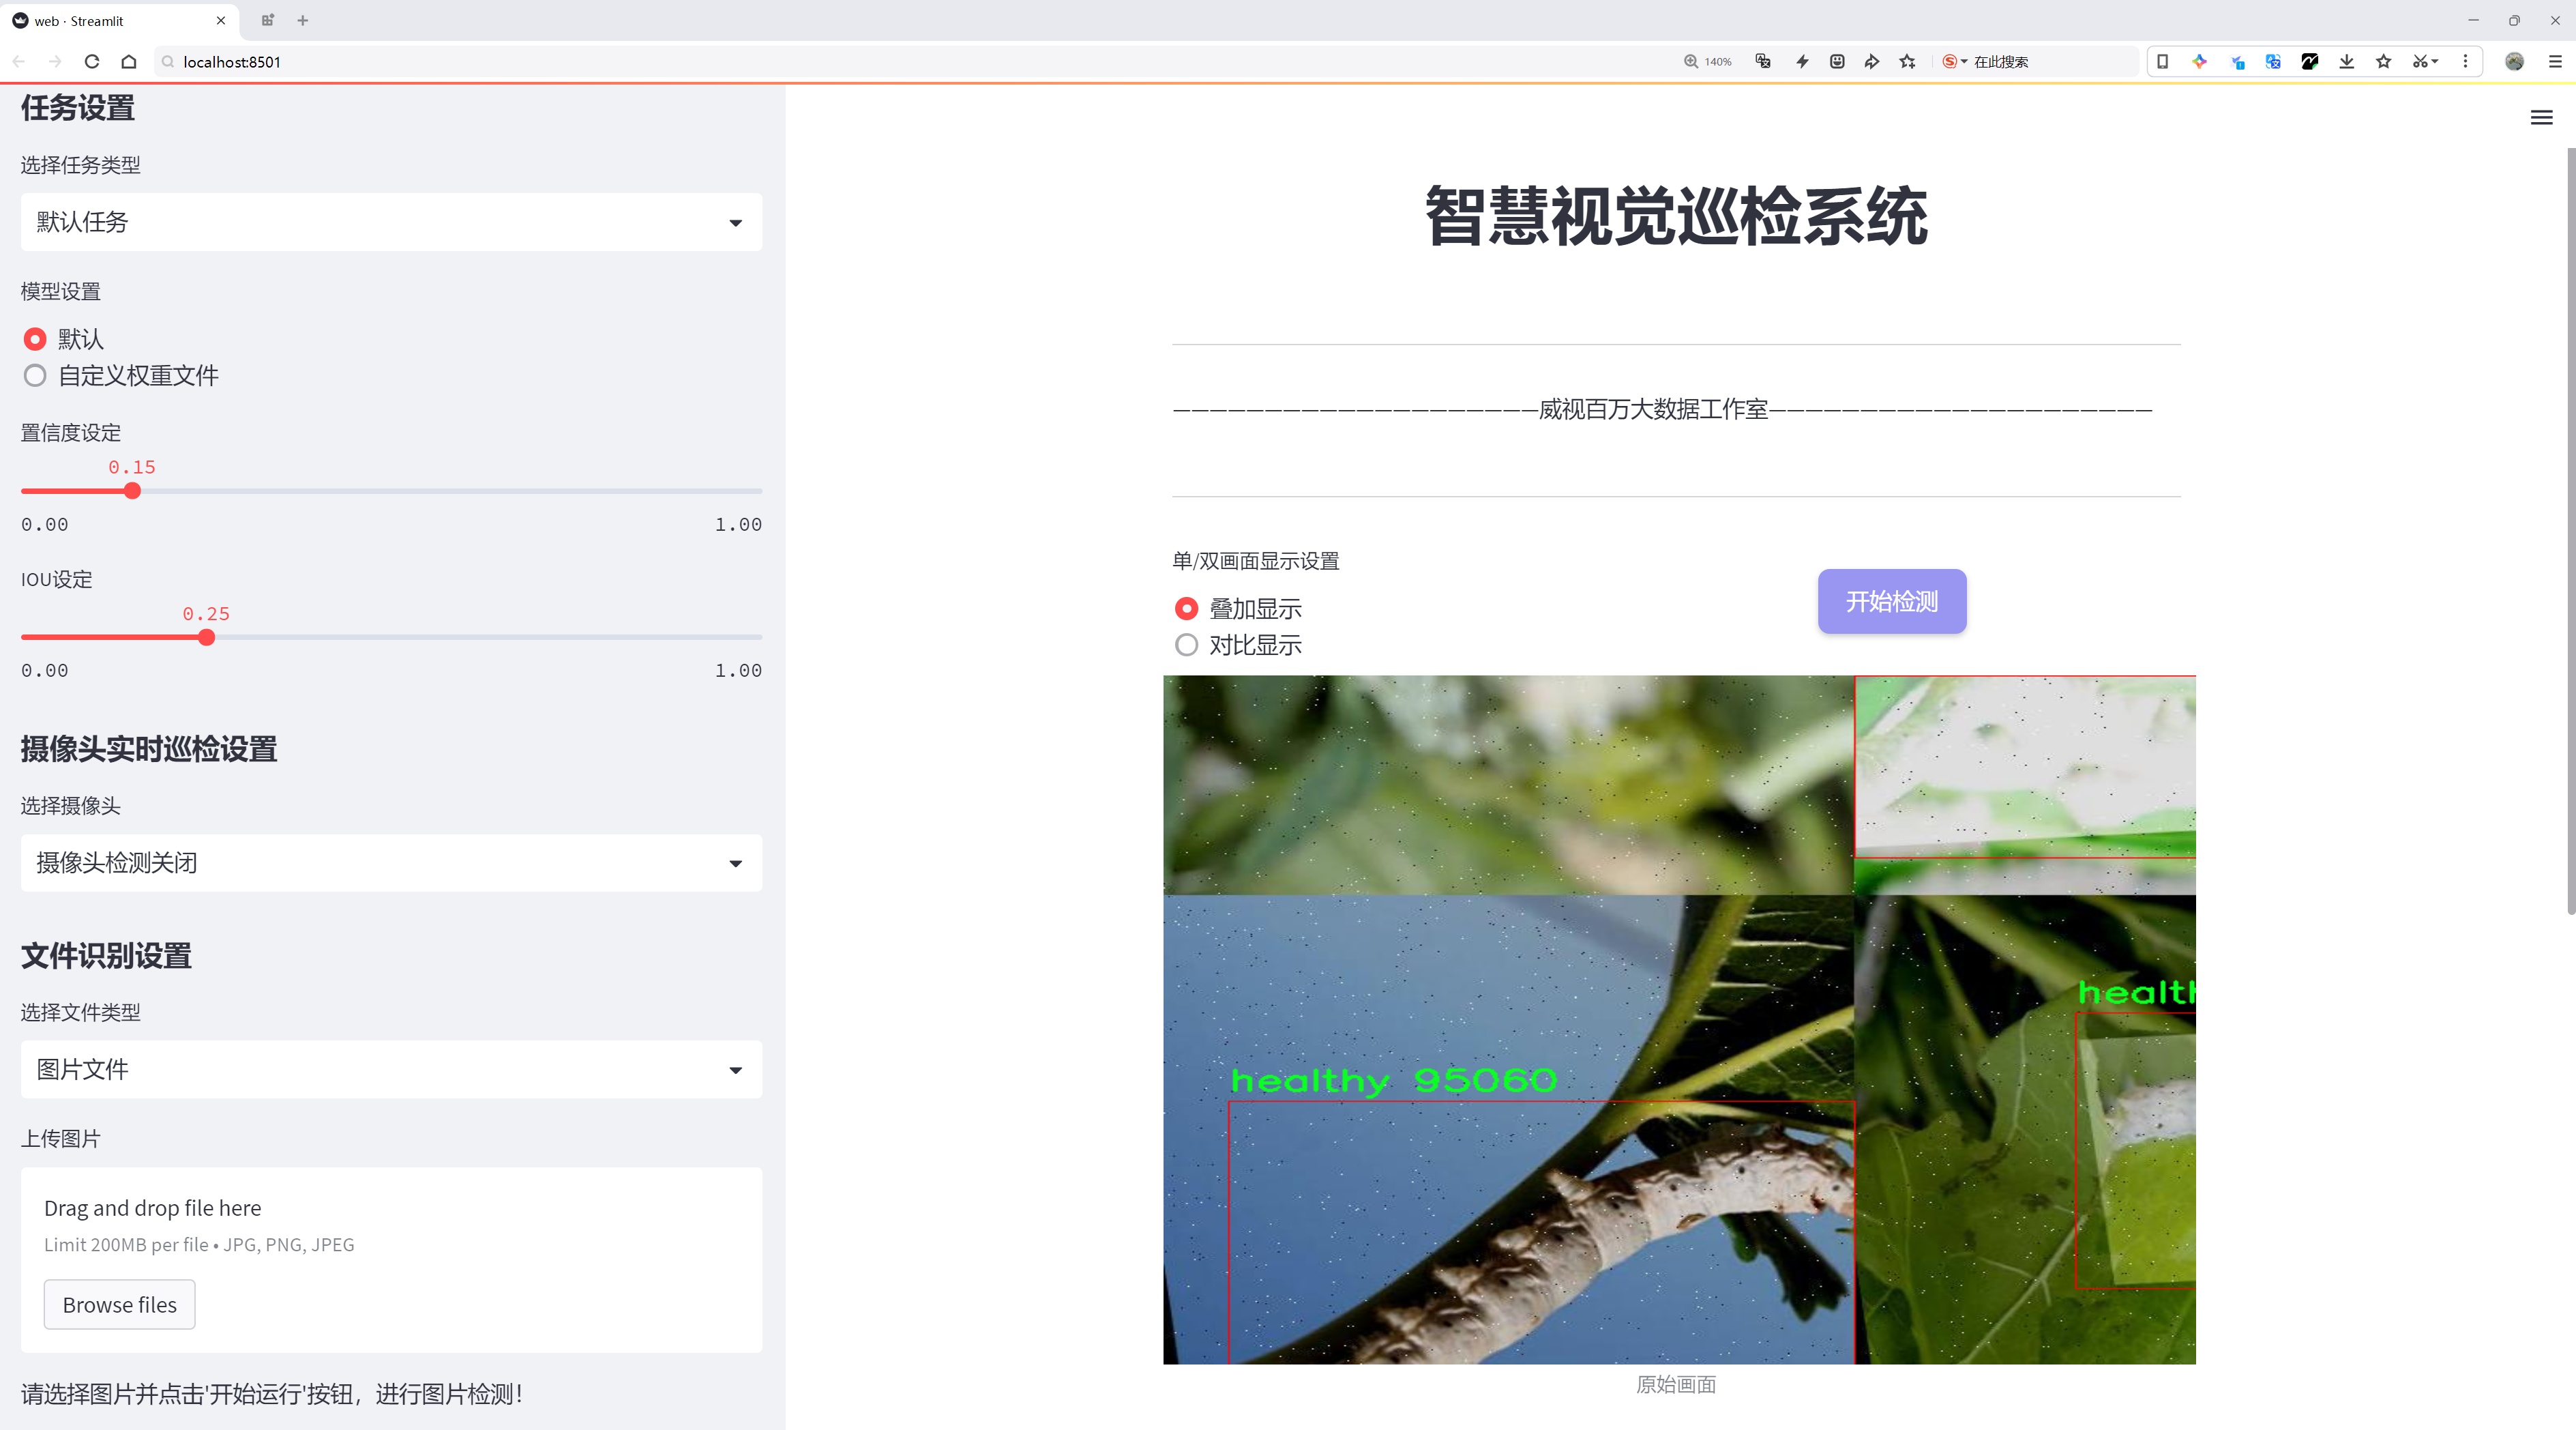 web · Streamlit
localhost:8501
140%
在此搜索
任务设置
选择任务类型
默认任务
模型设置
默认
自定义权重文件
置信度设定
0.15
0.00
1.00
IOU设定
0.25
0.00
1.00
摄像头实时巡检设置
选择摄像头
摄像头检测关闭
文件识别设置
选择文件类型
图片文件
上传图片
Drag and drop file here
Limit 200MB per file • JPG, PNG, JPEG
Browse files
请选择图片并点击'开始运行'按钮，进行图片检测！
智慧视觉巡检系统
————————————————————威视百万大数据工作室—————————————————————
单/双画面显示设置
叠加显示
对比显示
开始检测
health
healthy 95060
原始画面